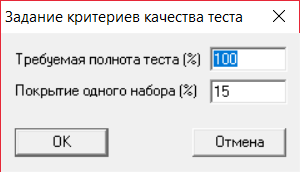 Задание критериев качества теста
Требуемая полнота теста (%) 100
Покрытие одного набора (%) 15
OK Отмена